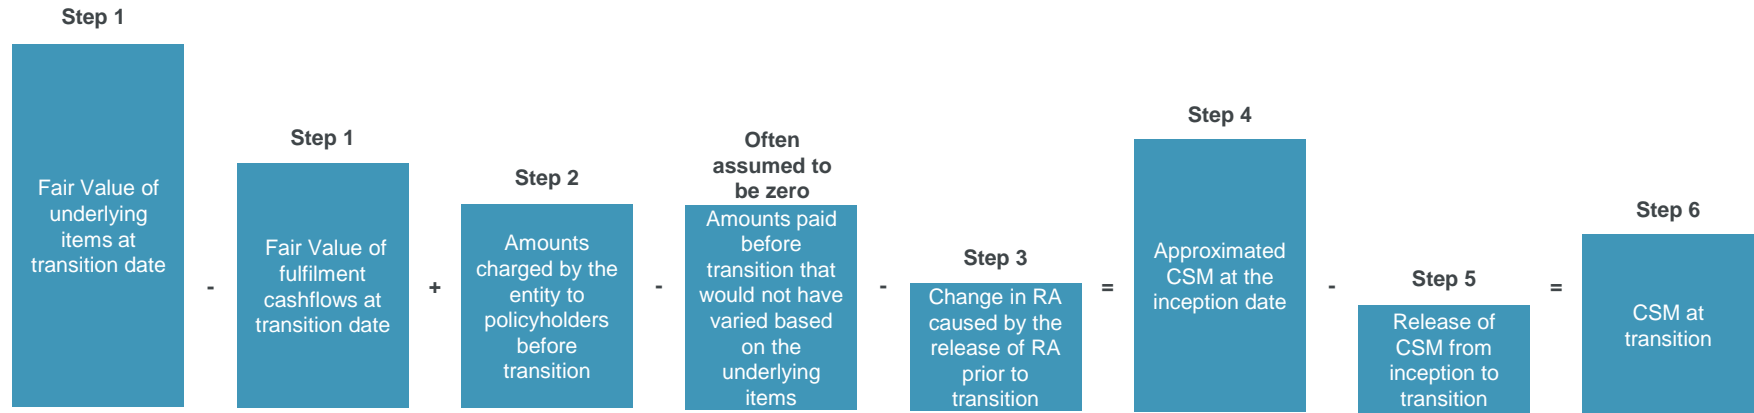 Step 1
Fair Value of
underlying
items at
transition date
-
Step 1
Fair Value of
fulfilment
cashflows at
transition date
+
Step 2
Amounts
charged by the
entity to
policyholders
before
transition
-
Often
assumed to
be zero
Amounts paid
before
transition that
would not have
varied based
on the
underlying
items
-
Step 3
Change in RA
caused by the
release of RA
prior to
transition
=
Step 4
Approximated
CSM at the
inception date
-
Step 5
Release of
CSM from
inception to
transition
=
Step 6
CSM at
transition